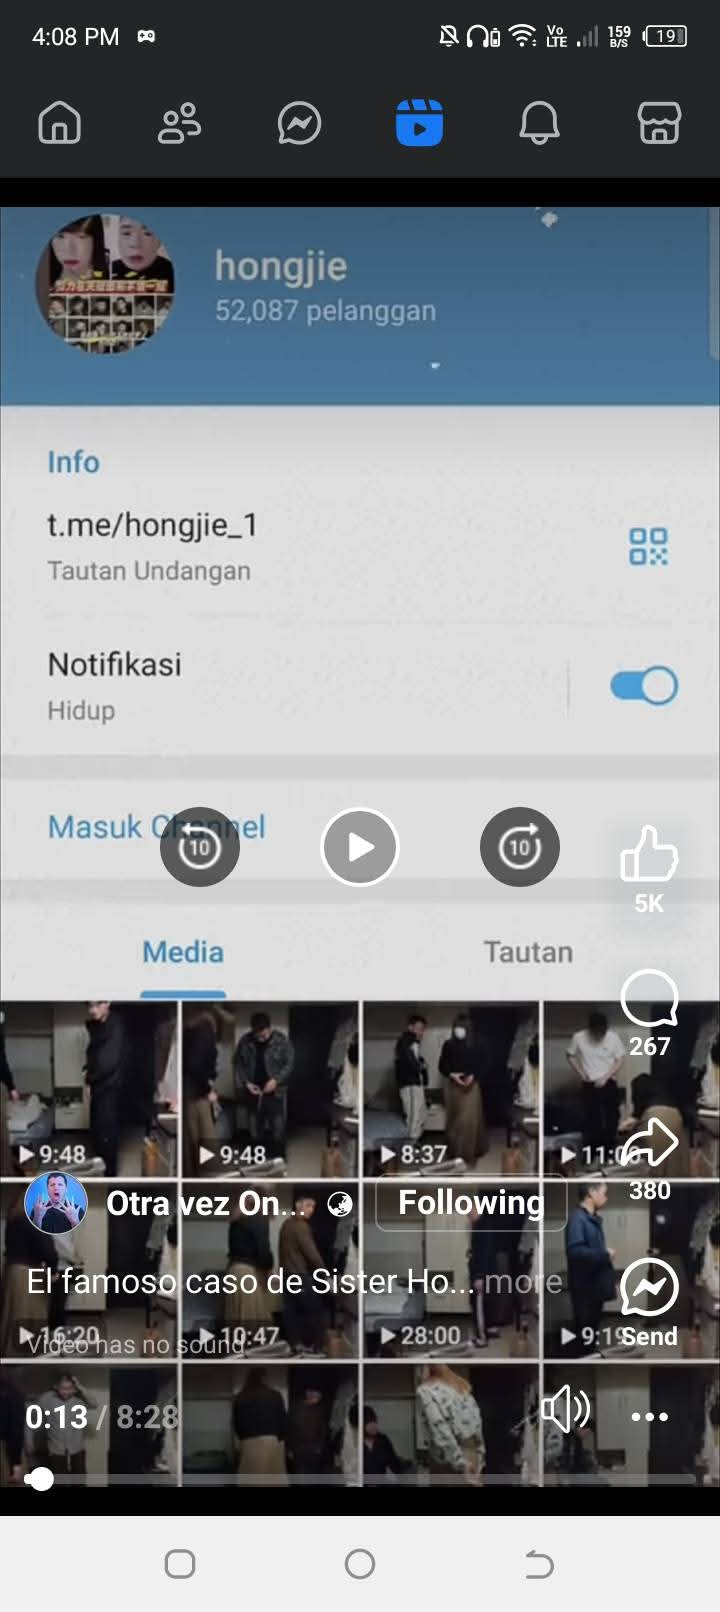 4:08 PM
Vo
LTE
159
B/S
19
hongjie
52,087 pelanggan
Info
t.me/hongjie_1
Tautan Undangan
Notifikasi
Hidup
Masuk Channel
10
10
5K
Media
Tautan
267
9:48
9:48
8:37
380
Otra vez On...
Following
El famoso caso de Sister Ho... more
16:20
10:47
28:00
9:19
Send
Video has no sound
0:13 / 8:28